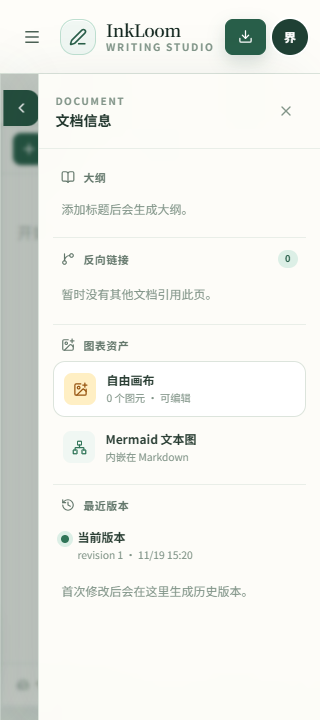 InkLoom
WRITING STUDIO
界
DOCUMENT
文档信息
大纲
添加标题后会生成大纲。
反向链接
0
暂时没有其他文档引用此页。
图表资产
自由画布
0 个图元 · 可编辑
Mermaid 文本图
内嵌在 Markdown
最近版本
当前版本
revision 1 · 11/19 15:20
首次修改后会在这里生成历史版本。